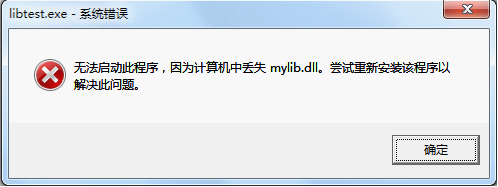 libtest.exe - 系统错误
无法启动此程序，因为计算机中丢失 mylib.dll。尝试重新安装该程序以
解决此问题。
确定